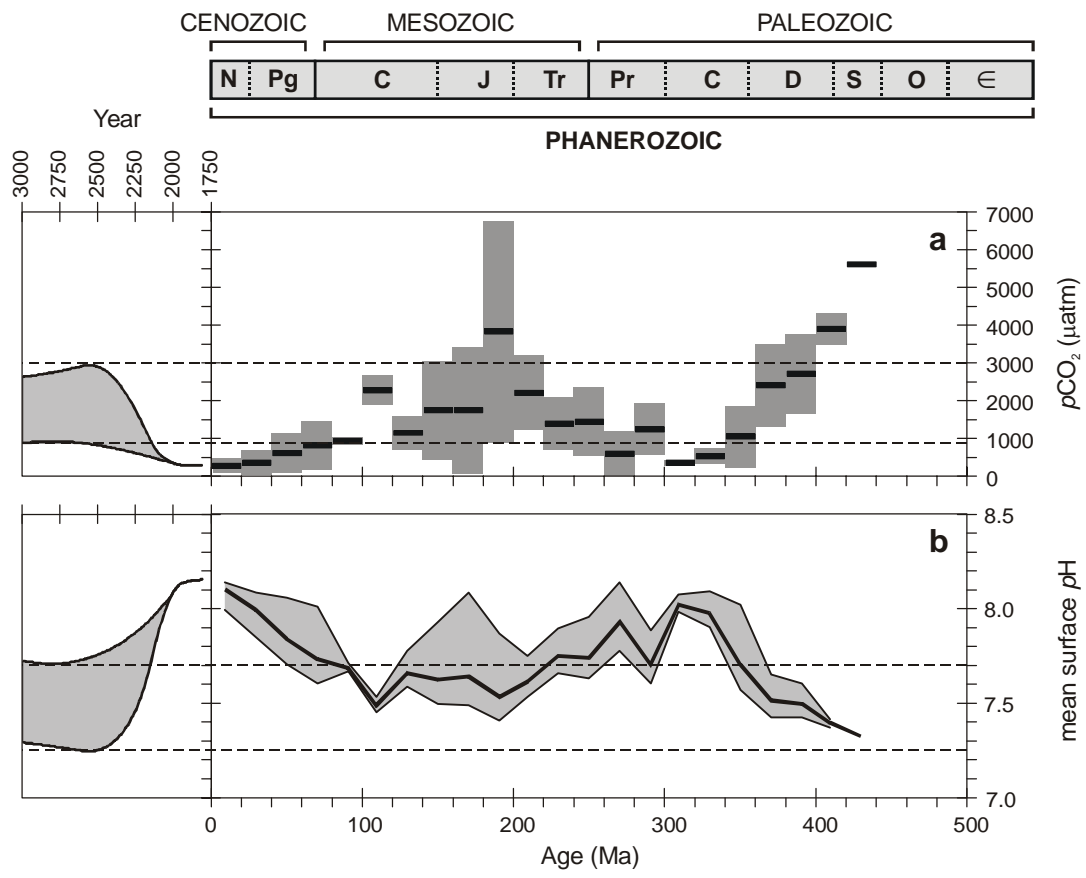 CENOZOIC MESOZOIC PALEOZOIC
N Pg C J Tr Pr C D S O ∈
PHANEROZOIC
Year
3000 2750 2500 2250 2000 1750
a
7000
6000
5000
4000
3000
2000
1000
0
pCO₂ (µatm)
b
8.5
8.0
7.5
7.0
mean surface pH
0 100 200 300 400 500
Age (Ma)